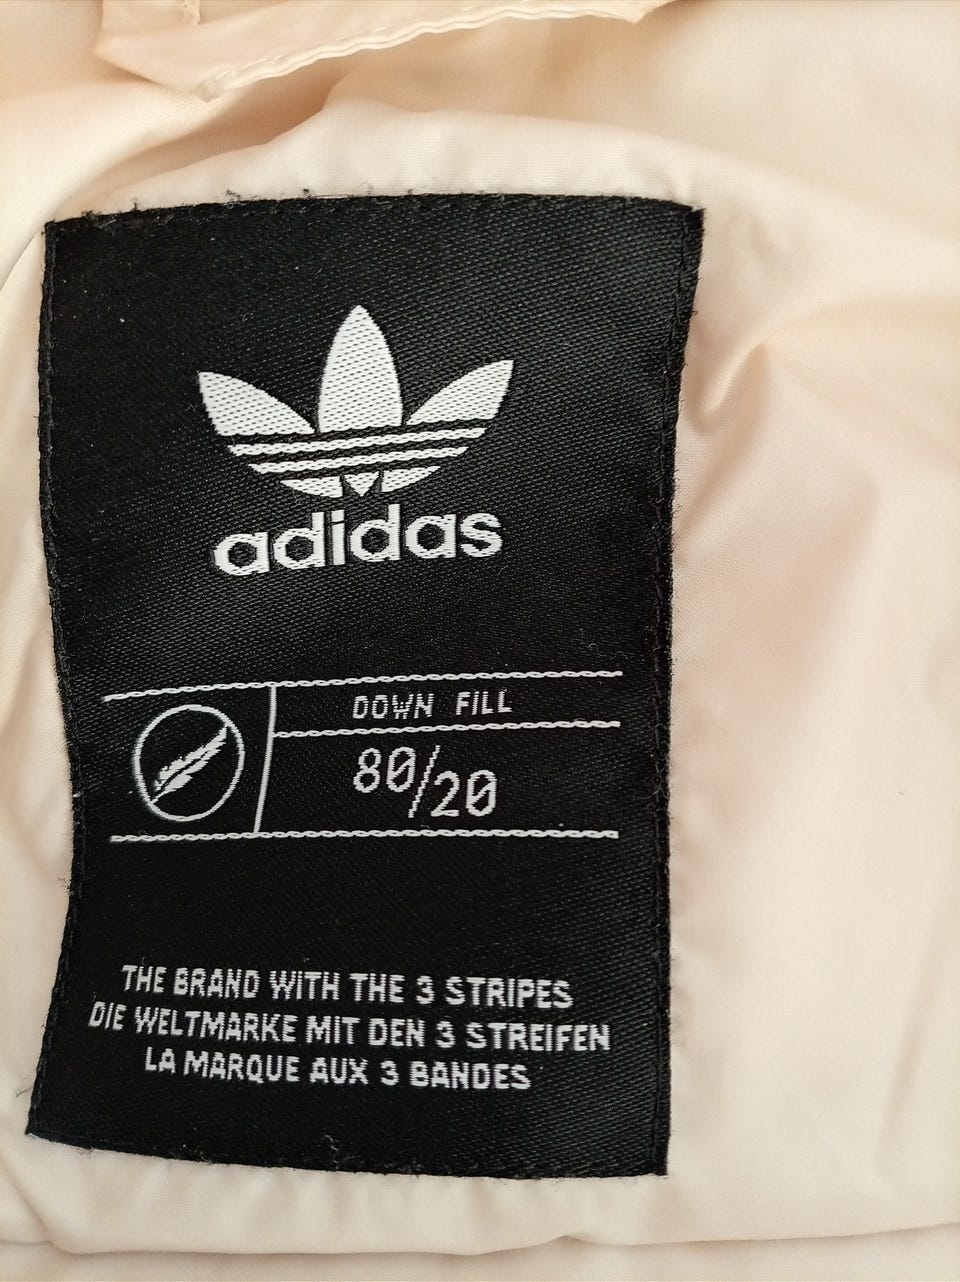 adidas
DOWN FILL
80/20
THE BRAND WITH THE 3 STRIPES
DIE WELTMARKE MIT DEN 3 STREIFEN
LA MARQUE AUX 3 BANDES